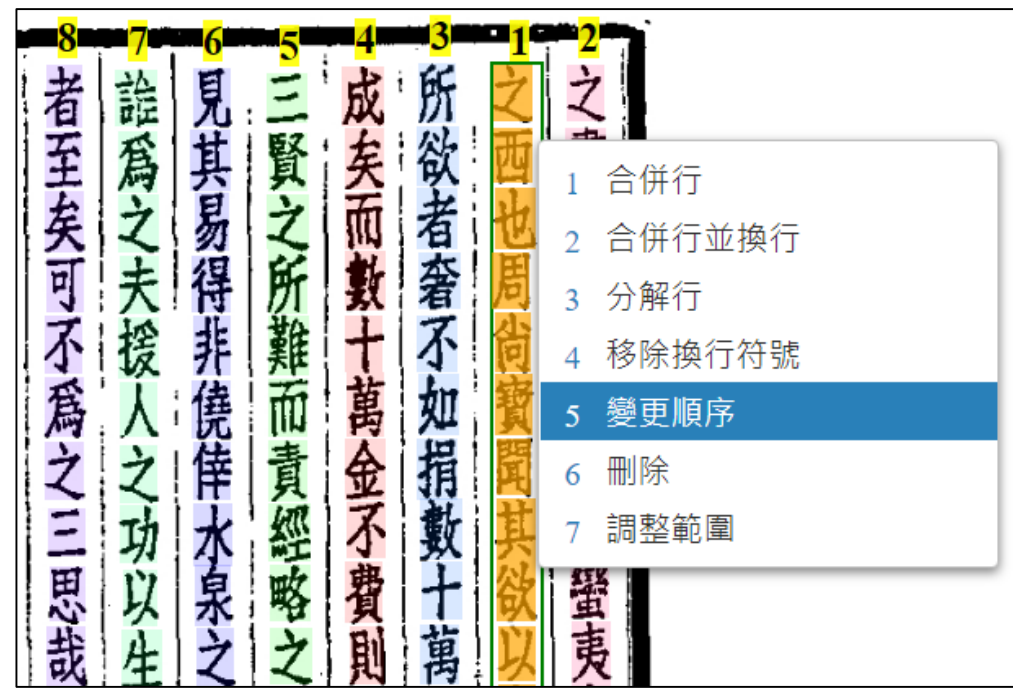 8 7 6 5 4 3 1 2
之
蠻夷
之西也周尚寶聞其欲以
所欲者奢不如捐數十萬
成矣而數十萬金不費則
三賢之所難而責經略之
見其易得非僥倖水泉之
爲之夫援人之功以生
者至矣可不爲之三思哉
1 合併行
2 合併行並換行
3 分解行
4 移除換行符號
5 變更順序
6 刪除
7 調整範圍